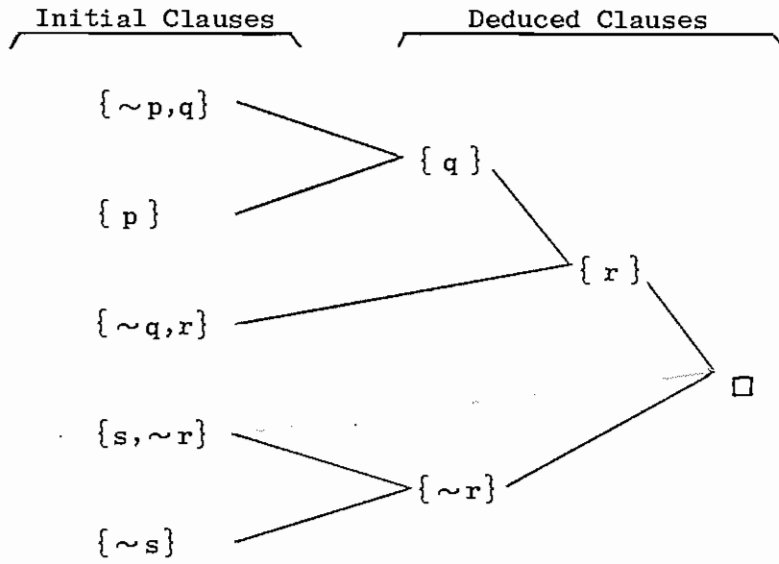 Initial Clauses Deduced Clauses
{~p,q}
{ q }
{ p }
{ r }
{~q,r}
□
{s,~r}
{~r}
{~s}